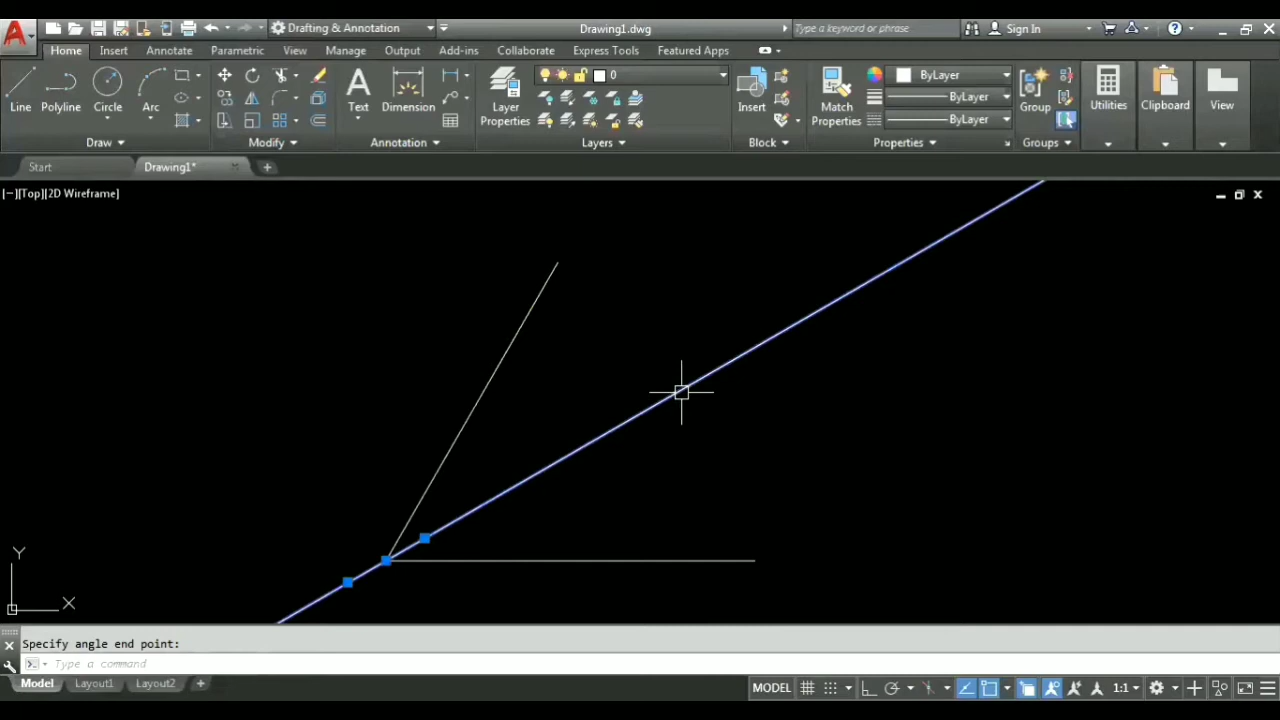 A Drafting & Annotation Drawing1.dwg Type a keyword or phrase Sign In
Home Insert Annotate Parametric View Manage Output Add-ins Collaborate Express Tools Featured Apps
Line Polyline Circle Arc Text Dimension Layer Properties 0 Insert Match Properties ByLayer Group Utilities Clipboard View
ByLayer
ByLayer
Draw Modify Annotation Layers Block Properties Groups
Start Drawing1*
[−][Top][2D Wireframe]
Y
X
Specify angle end point:
Type a command
Model Layout1 Layout2 MODEL 1:1